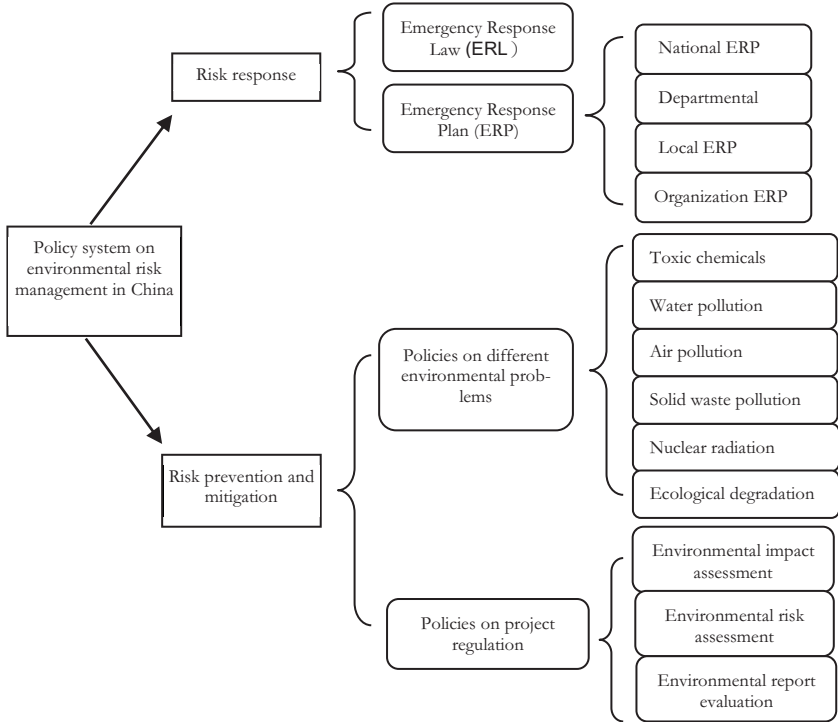 Emergency Response
Law (ERL）
Risk response
Emergency Response
Plan (ERP)
National ERP
Departmental
Local ERP
Organization ERP
Policy system on
environmental risk
management in China
Risk prevention and
mitigation
Policies on different
environmental prob-
lems
Toxic chemicals
Water pollution
Air pollution
Solid waste pollution
Nuclear radiation
Ecological degradation
Policies on project
regulation
Environmental impact
assessment
Environmental risk
assessment
Environmental report
evaluation